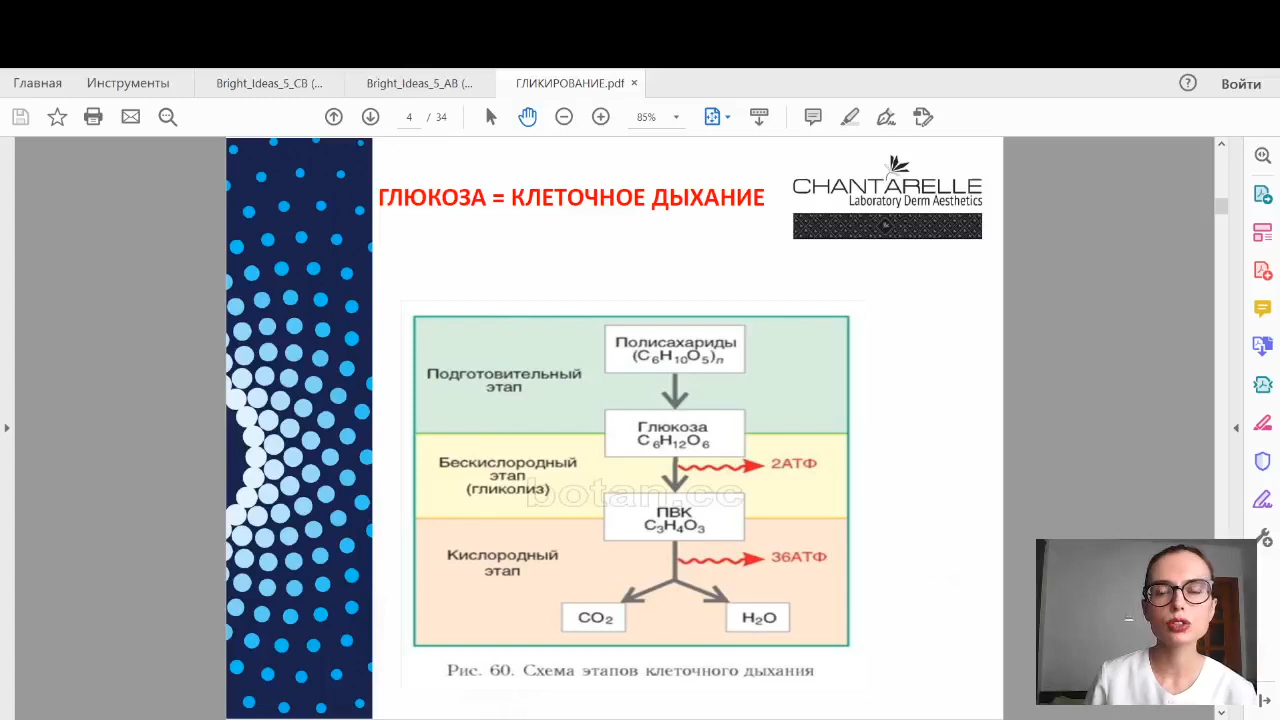 Главная
Инструменты
Bright_Ideas_5_CB (...
Bright_Ideas_5_AB (...
ГЛИКИРОВАНИЕ.pdf ×
?
Войти
4 / 34
85%
ГЛЮКОЗА = КЛЕТОЧНОЕ ДЫХАНИЕ
CHANTARELLE
Laboratory Derm Aesthetics
Полисахариды
(C₆H₁₀O₅)ₙ
Подготовительный
этап
Глюкоза
C₆H₁₂O₆
Бескислородный
этап
(гликолиз)
2АТФ
botan.cc
ПВК
C₃H₄O₃
Кислородный
этап
36АТФ
CO₂
H₂O
Рис. 60. Схема этапов клеточного дыхания